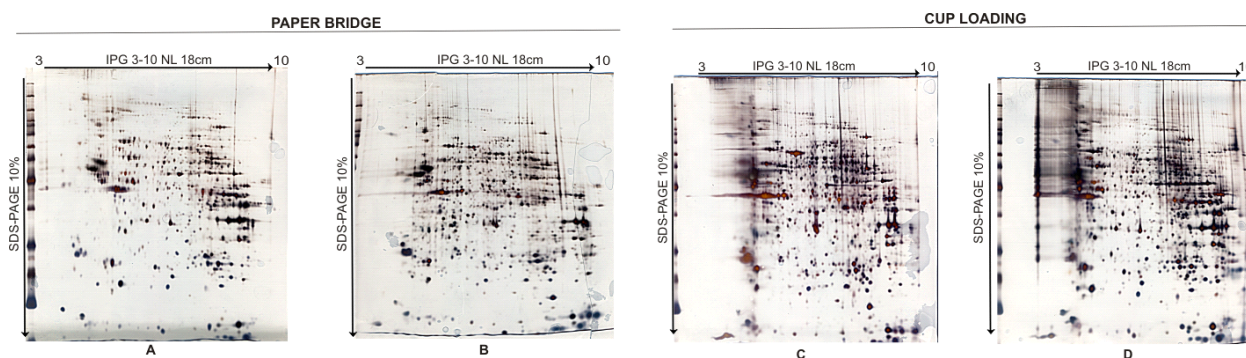 PAPER BRIDGE
CUP LOADING
3 IPG 3-10 NL 18cm 10
3 IPG 3-10 NL 18cm 10
3 IPG 3-10 NL 18cm 10
3 IPG 3-10 NL 18cm 1
SDS-PAGE 10%
SDS-PAGE 10%
SDS-PAGE 10%
SDS-PAGE 10%
A
B
C
D